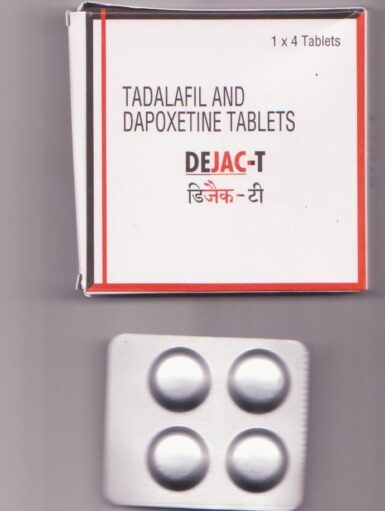 1 x 4 Tablets
TADALAFIL AND
DAPOXETINE TABLETS
DEJAC-T
डिजैक-टी